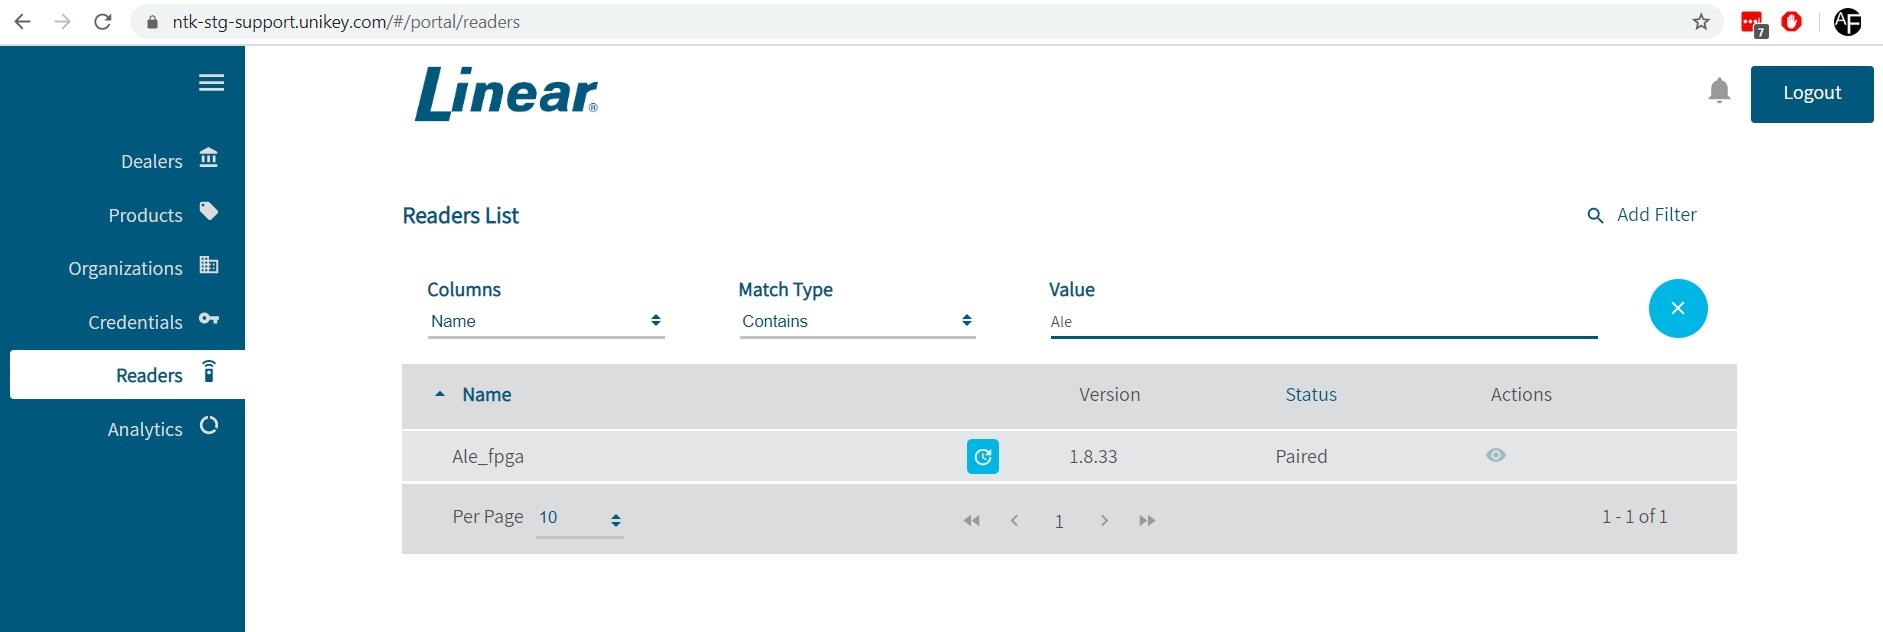 ntk-stg-support.unikey.com/#/portal/readers
7
AF
Linear®
Logout
Dealers
Products
Organizations
Credentials
Readers
Analytics
Readers List
Add Filter
Columns Match Type Value
Name Contains Ale
Name Version Status Actions
Ale_fpga 1.8.33 Paired
Per Page 10 1 1 - 1 of 1